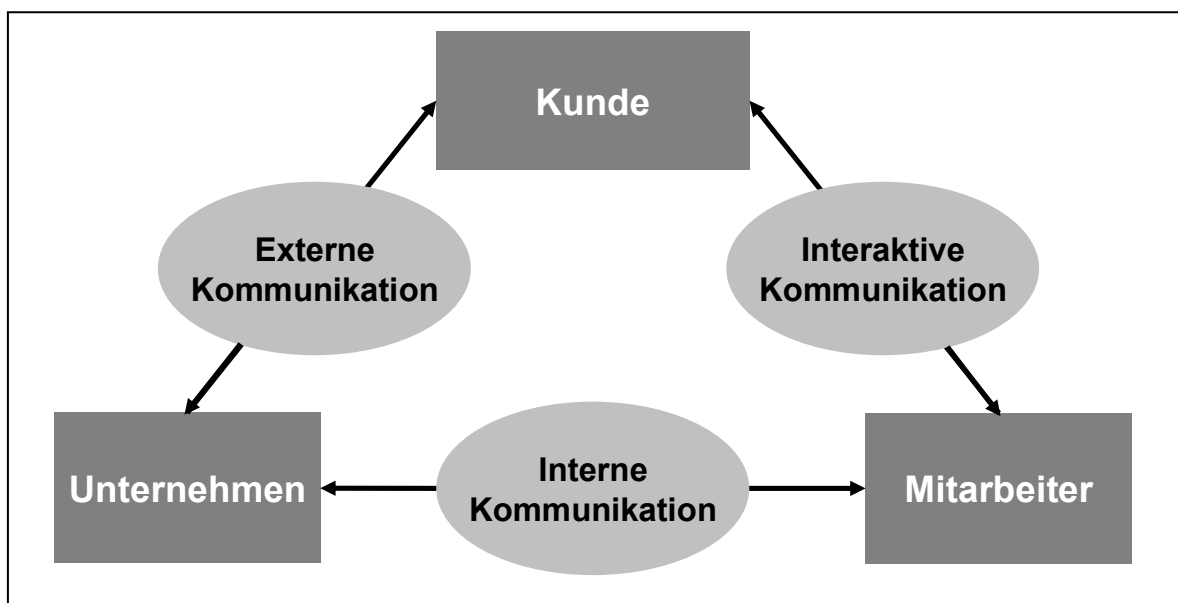 Kunde
Externe
Kommunikation
Interaktive
Kommunikation
Unternehmen
Interne
Kommunikation
Mitarbeiter